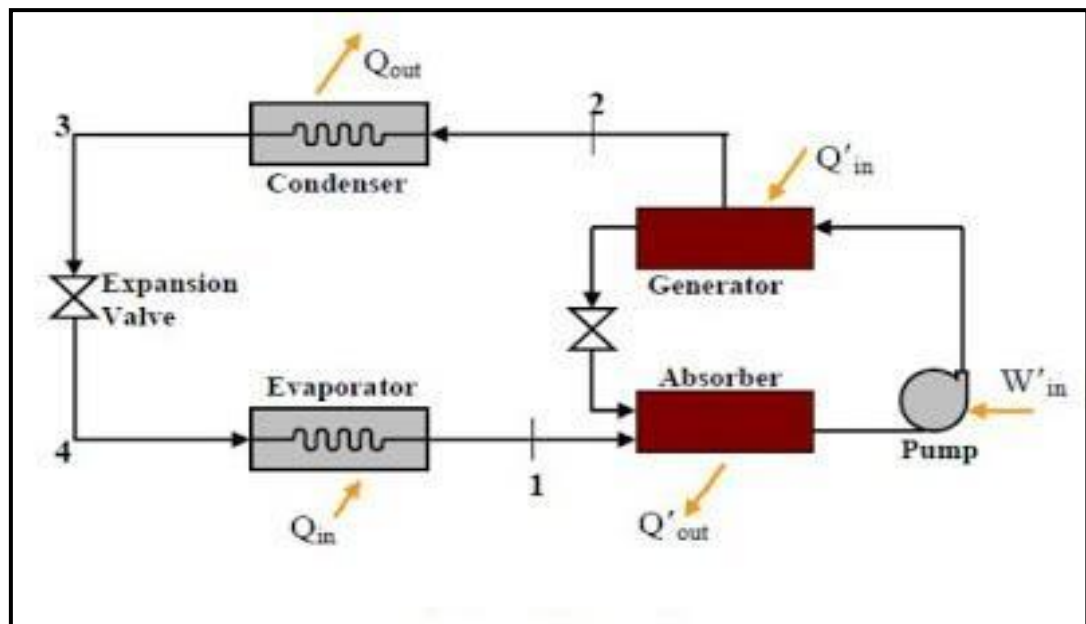 Qout
2
3
Q'in
Condenser
Expansion
Valve
Generator
Evaporator
Absorber
W'in
4
Pump
1
Qin
Q'out